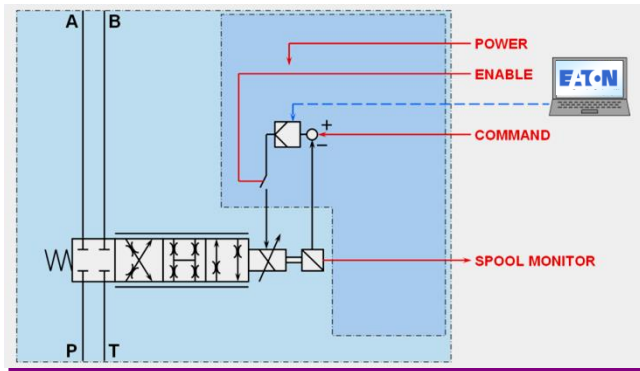 A B
POWER
ENABLE
EATON
+
COMMAND
−
SPOOL MONITOR
P T